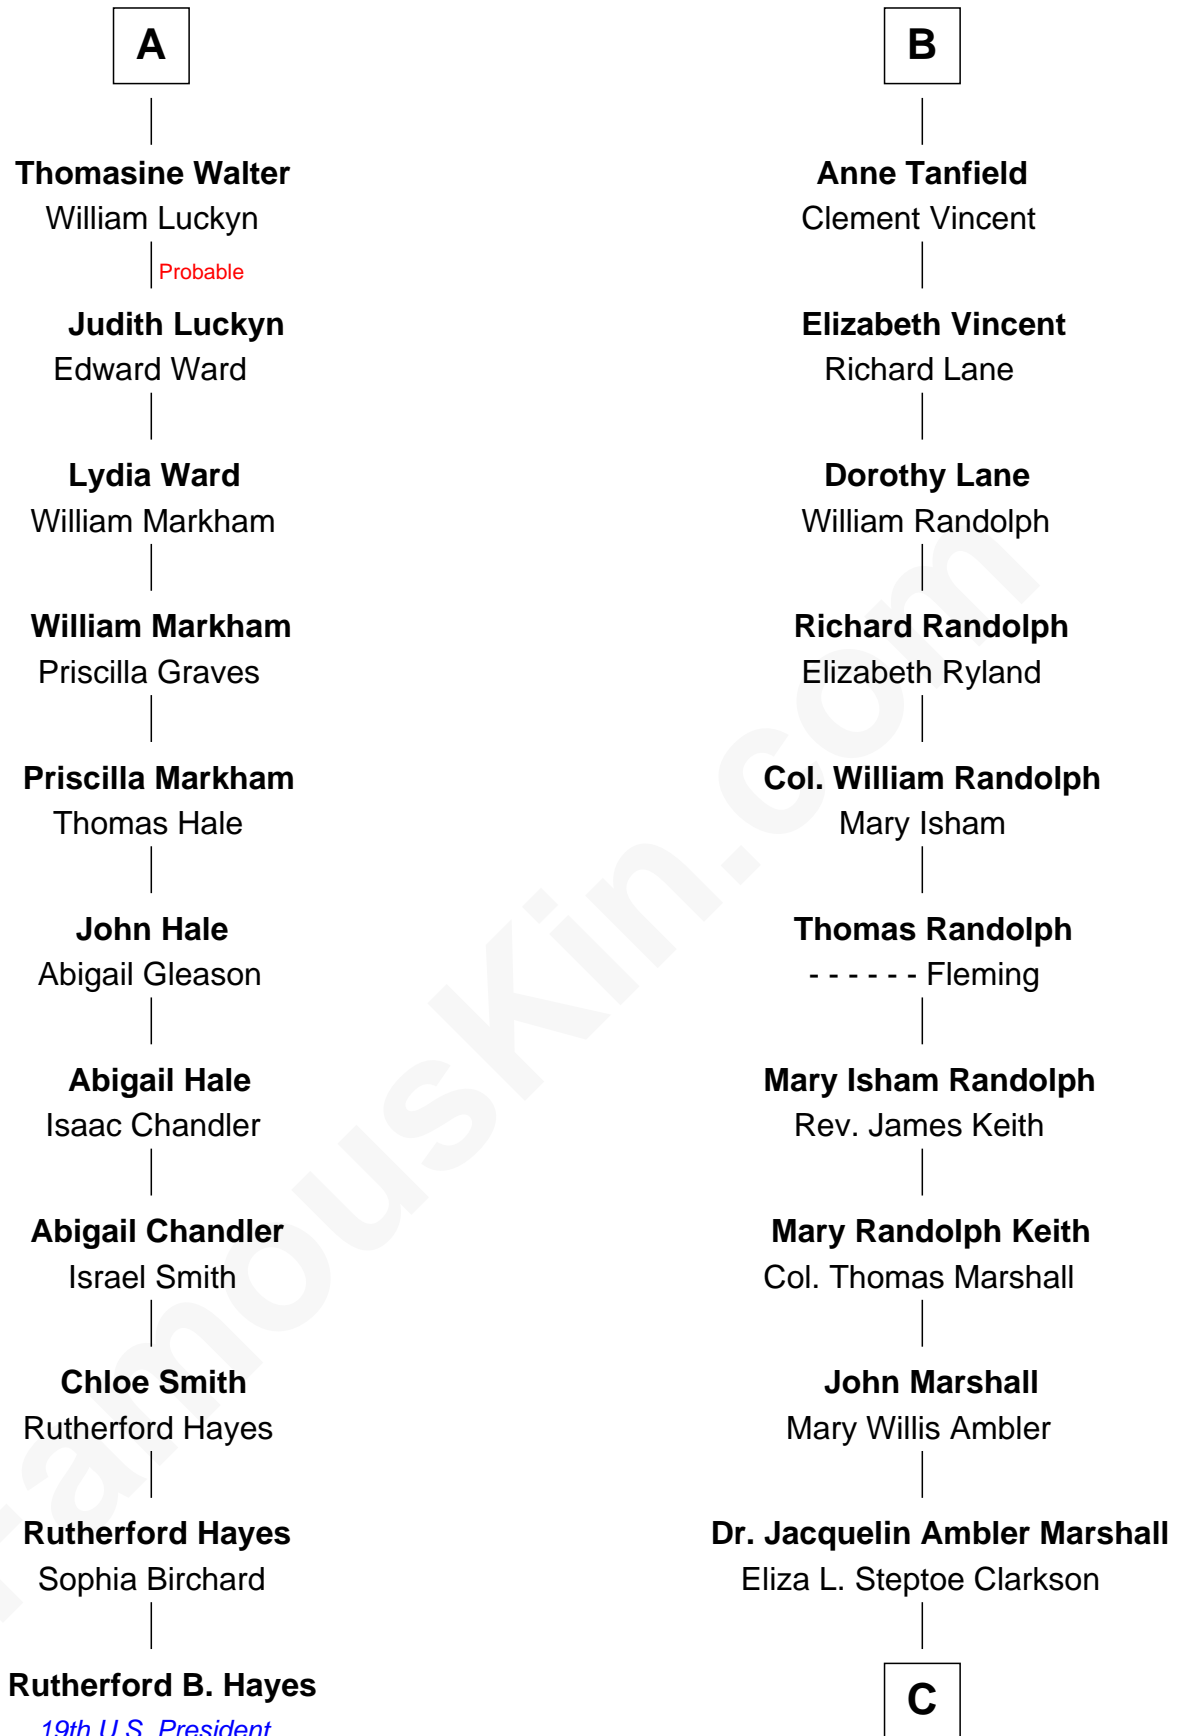 A
Thomasine Walter
William Luckyn
Probable
Judith Luckyn
Edward Ward
Lydia Ward
William Markham
William Markham
Priscilla Graves
Priscilla Markham
Thomas Hale
John Hale
Abigail Gleason
Abigail Hale
Isaac Chandler
Abigail Chandler
Israel Smith
Chloe Smith
Rutherford Hayes
Rutherford Hayes
Sophia Birchard
Rutherford B. Hayes
19th U.S. President
B
Anne Tanfield
Clement Vincent
Elizabeth Vincent
Richard Lane
Dorothy Lane
William Randolph
Richard Randolph
Elizabeth Ryland
Col. William Randolph
Mary Isham
Thomas Randolph
- - - - - - Fleming
Mary Isham Randolph
Rev. James Keith
Mary Randolph Keith
Col. Thomas Marshall
John Marshall
Mary Willis Ambler
Dr. Jacquelin Ambler Marshall
Eliza L. Steptoe Clarkson
C
FamousKin.com